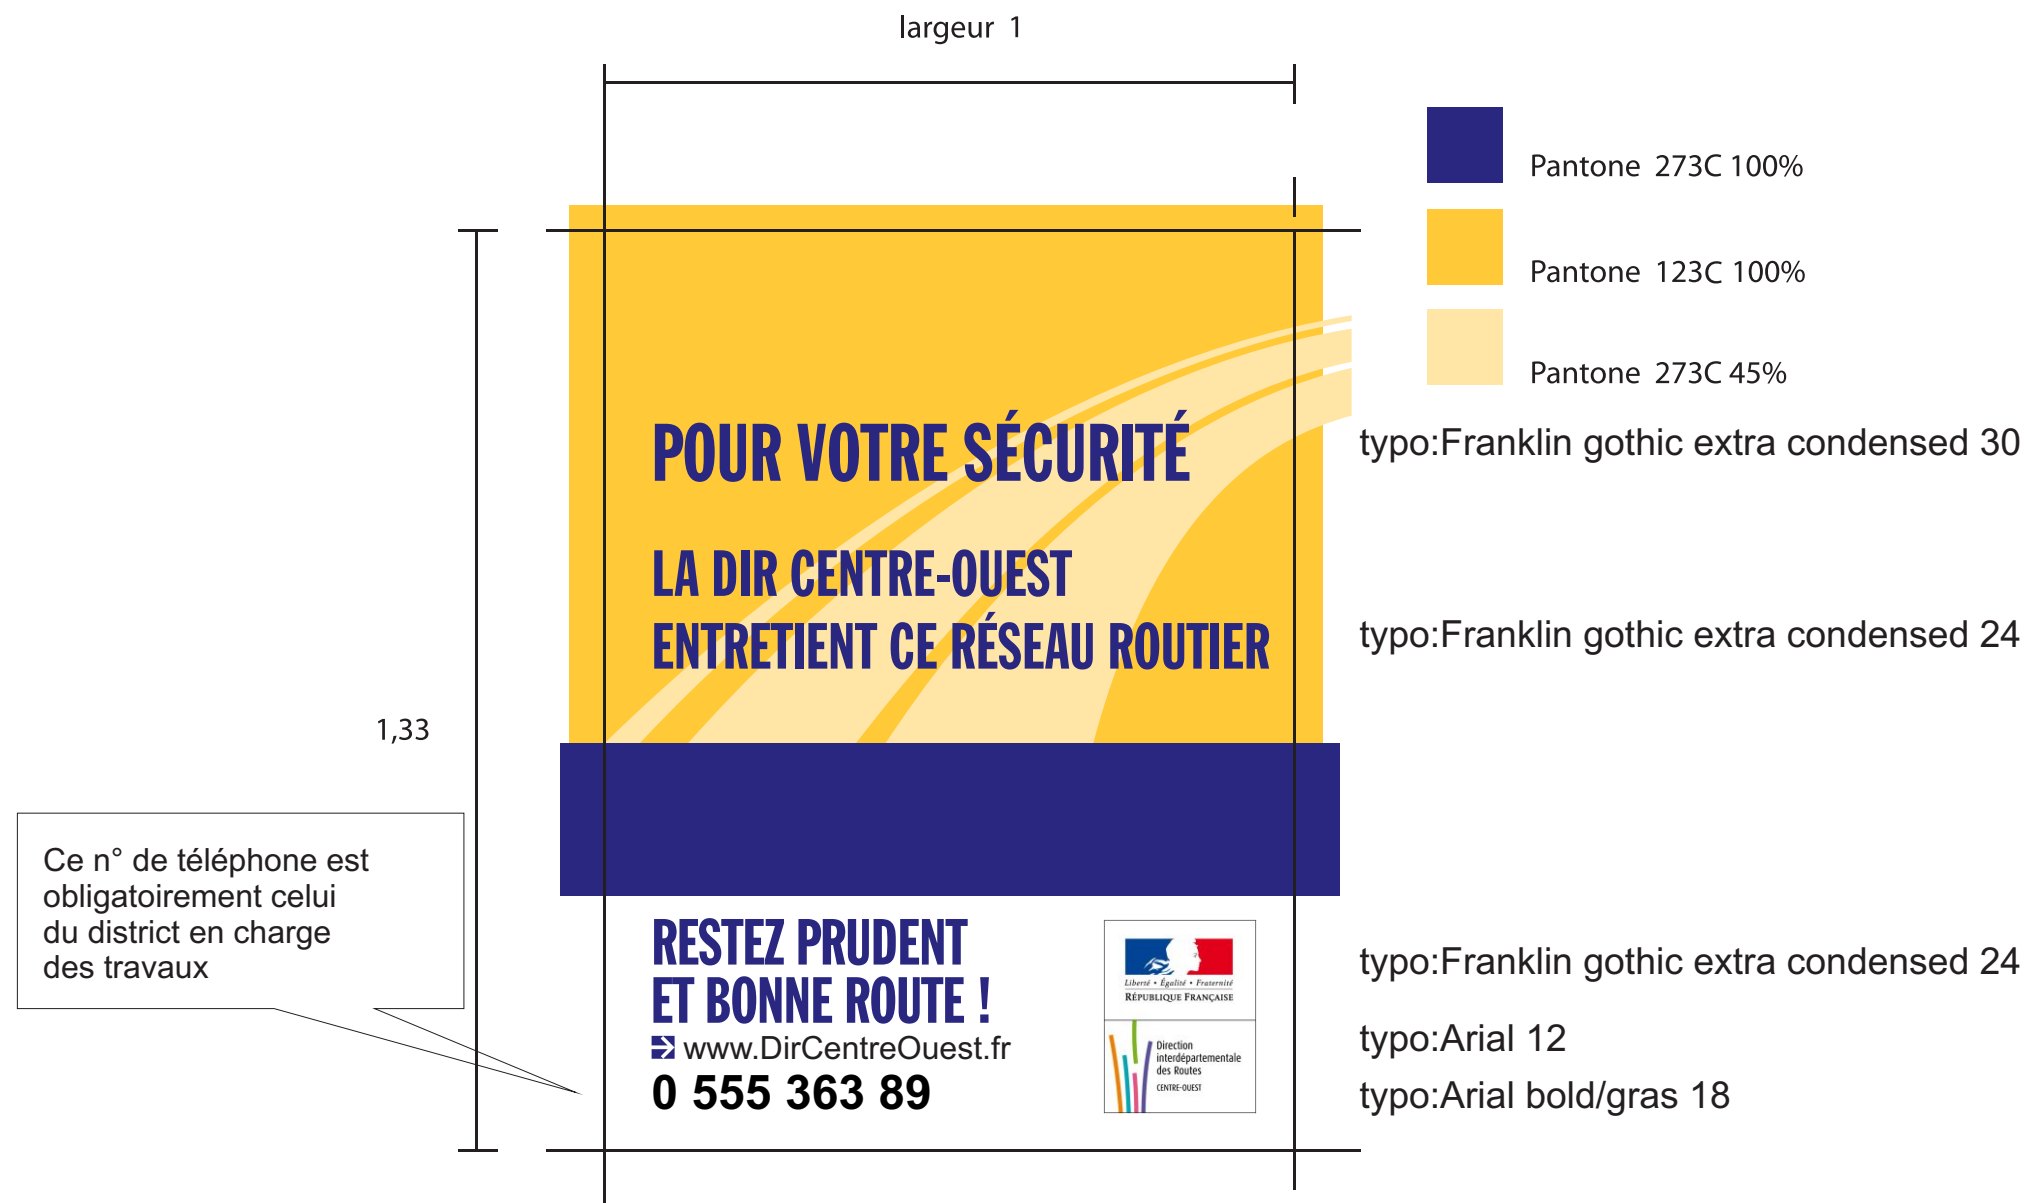 largeur 1
Pantone 273C 100%
Pantone 123C 100%
Pantone 273C 45%
POUR VOTRE SÉCURITÉ
typo:Franklin gothic extra condensed 30
LA DIR CENTRE-OUEST
ENTRETIENT CE RÉSEAU ROUTIER
typo:Franklin gothic extra condensed 24
1,33
Ce n° de téléphone est
obligatoirement celui
du district en charge
des travaux
RESTEZ PRUDENT
ET BONNE ROUTE !
www.DirCentreOuest.fr
0 555 363 89
Liberté • Égalité • Fraternité
RÉPUBLIQUE FRANÇAISE
Direction
interdépartementale
des Routes
CENTRE-OUEST
typo:Franklin gothic extra condensed 24
typo:Arial 12
typo:Arial bold/gras 18